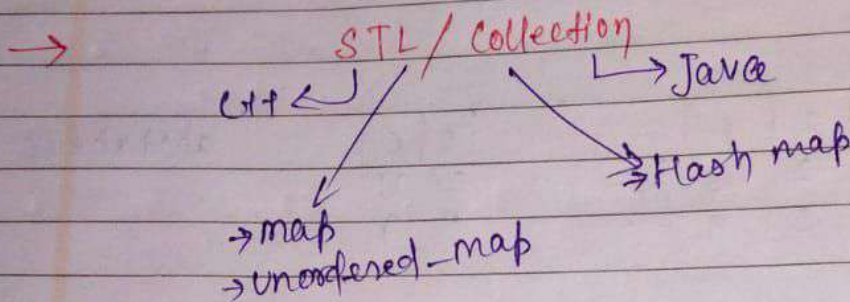 → STL / Collection
C++ ← → Java
→ Hash map
→ map
→ unordered_map